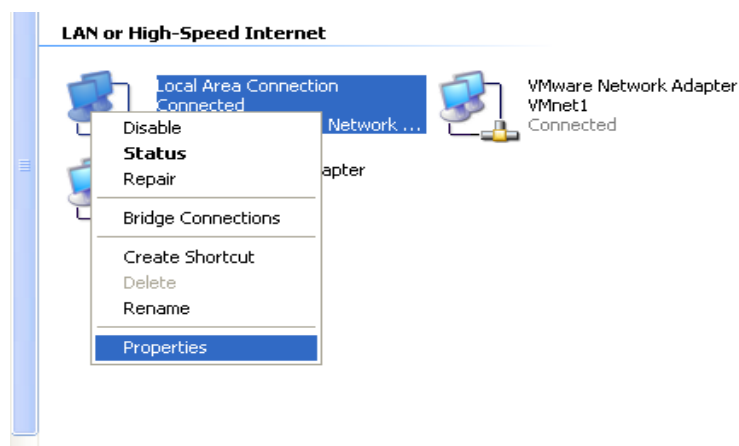 LAN or High-Speed Internet
Local Area Connection
Connected
Network ...
VMware Network Adapter
VMnet1
Connected
apter
Disable
Status
Repair
Bridge Connections
Create Shortcut
Delete
Rename
Properties